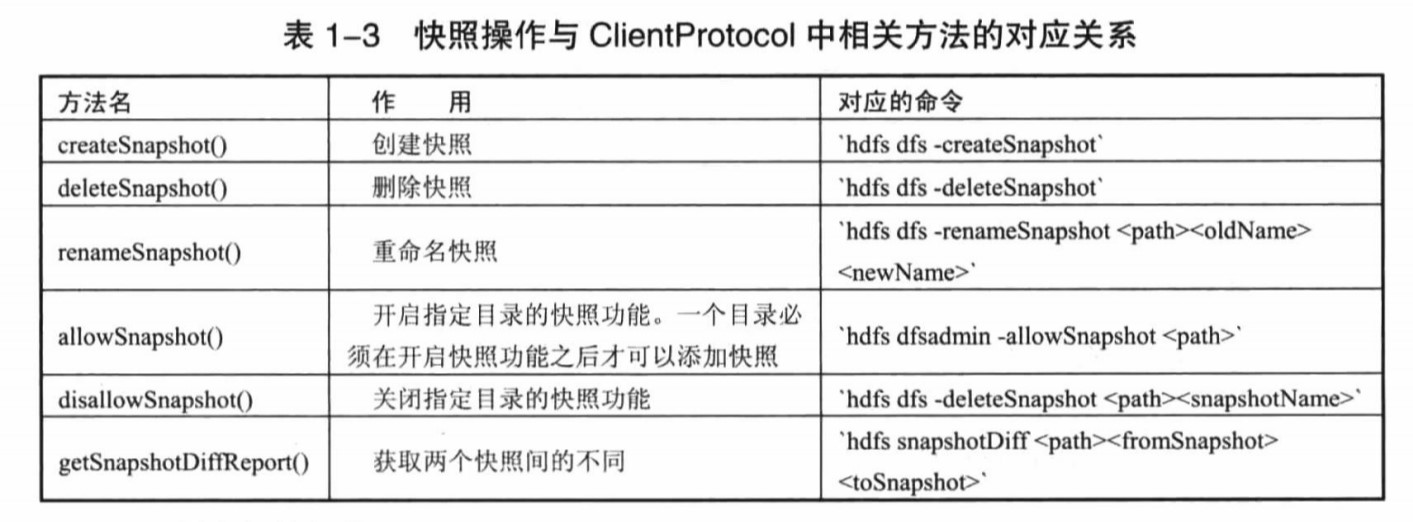 表 1–3 快照操作与 ClientProtocol 中相关方法的对应关系
方法名 作 用 对应的命令
createSnapshot() 创建快照 `hdfs dfs -createSnapshot`
deleteSnapshot() 删除快照 `hdfs dfs -deleteSnapshot`
renameSnapshot() 重命名快照 `hdfs dfs -renameSnapshot <path><oldName>
<newName>`
allowSnapshot() 开启指定目录的快照功能。一个目录必
须在开启快照功能之后才可以添加快照 `hdfs dfsadmin -allowSnapshot <path>`
disallowSnapshot() 关闭指定目录的快照功能 `hdfs dfs -deleteSnapshot <path><snapshotName>`
getSnapshotDiffReport() 获取两个快照间的不同 `hdfs snapshotDiff <path><fromSnapshot>
<toSnapshot>`